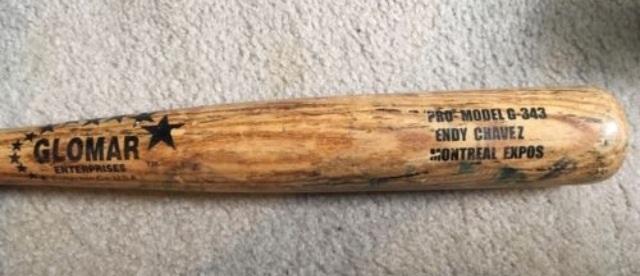 GLOMAR
ENTERPRISES
PRO-MODEL G-343
ENDY CHAVEZ
MONTREAL EXPOS